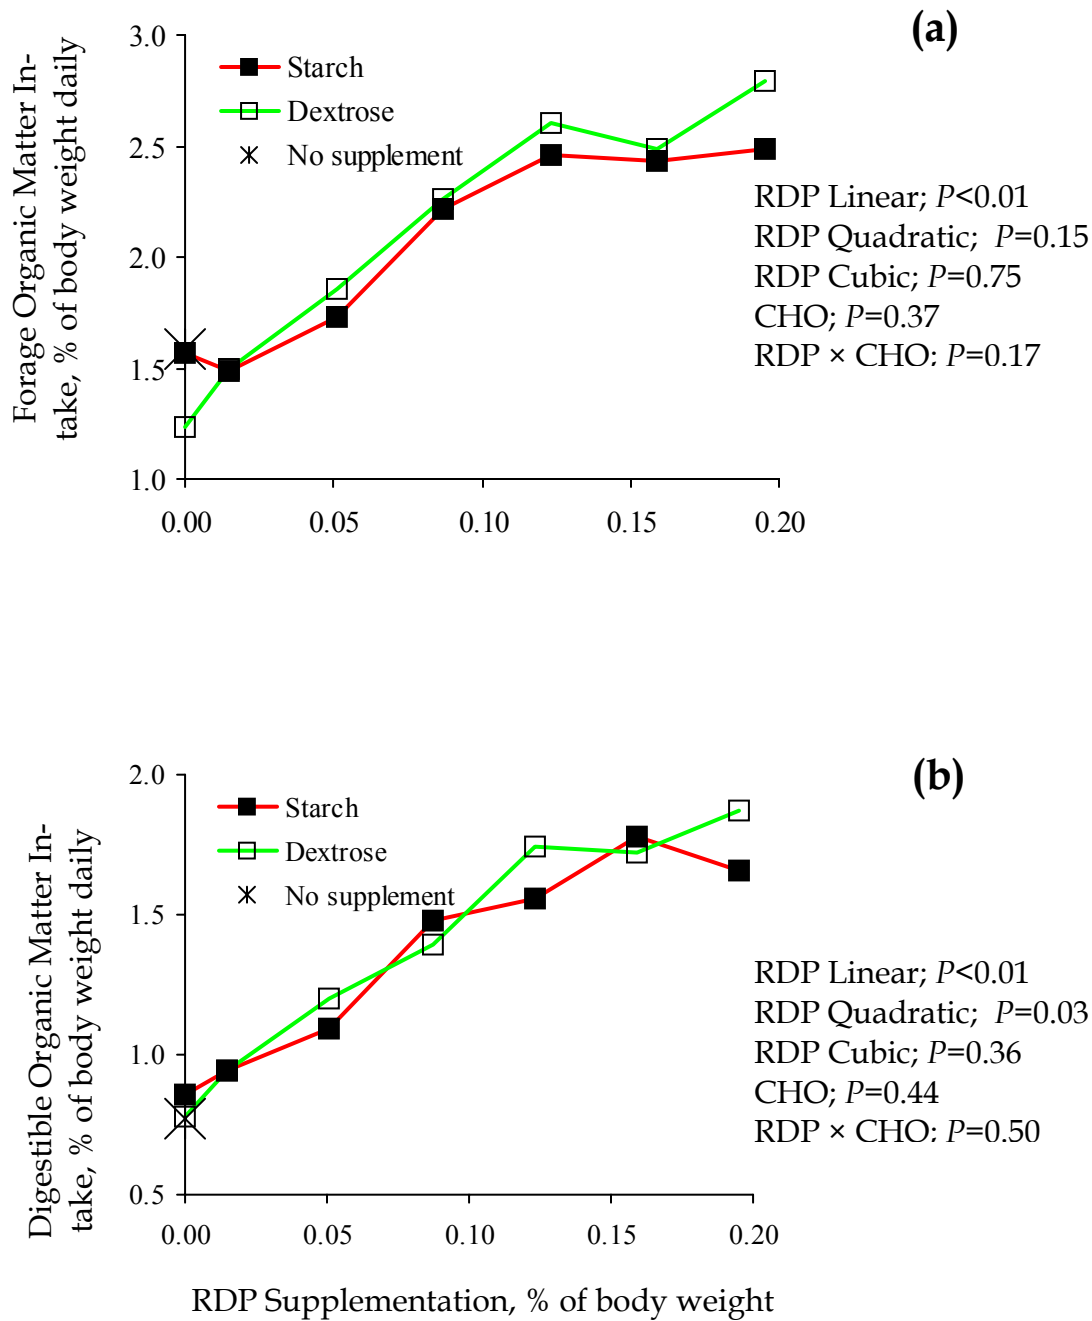 (a)
Forage Organic Matter In-
take, % of body weight daily
3.0
2.5
2.0
1.5
1.0
Starch
Dextrose
No supplement
RDP Linear; P<0.01
RDP Quadratic; P=0.15
RDP Cubic; P=0.75
CHO; P=0.37
RDP × CHO: P=0.17
0.00 0.05 0.10 0.15 0.20
(b)
Digestible Organic Matter In-
take, % of body weight daily
2.0
1.5
1.0
0.5
Starch
Dextrose
No supplement
RDP Linear; P<0.01
RDP Quadratic; P=0.03
RDP Cubic; P=0.36
CHO; P=0.44
RDP × CHO: P=0.50
0.00 0.05 0.10 0.15 0.20
RDP Supplementation, % of body weight